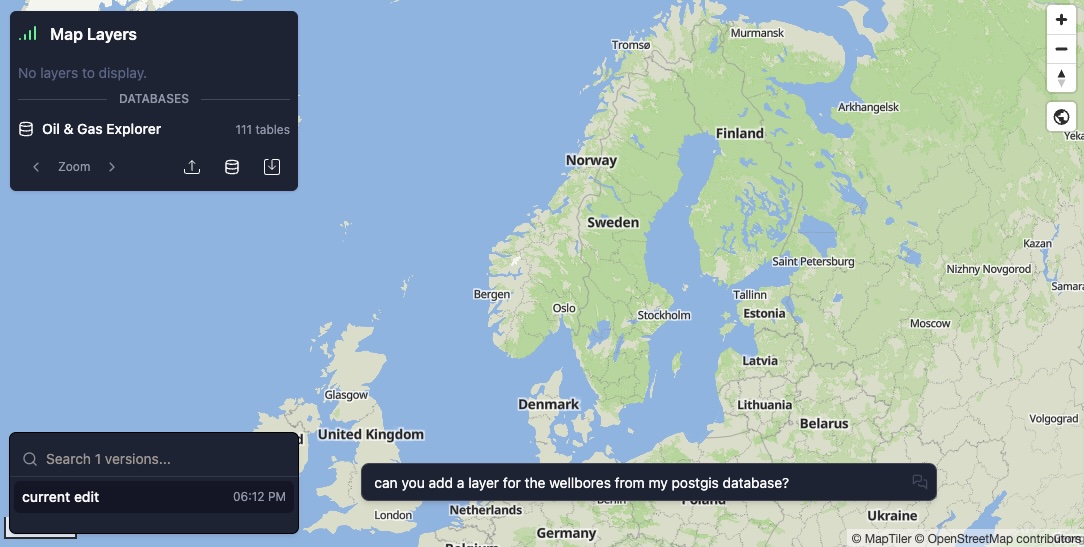 Map Layers
No layers to display.
DATABASES
Oil & Gas Explorer 111 tables
Zoom
Tromsø
Murmansk
Arkhangelsk
Finland
Norway
Sweden
Saint Petersburg
Kazan
Nizhny Novgorod
Samara
Bergen
Oslo
Stockholm
Tallinn
Estonia
Moscow
Latvia
Glasgow
Denmark
Lithuania
Belarus
Volgograd
United Kingdom
Search 1 versions...
current edit 06:12 PM
can you add a layer for the wellbores from my postgis database?
Berlin
Poland
London
Netherlands
Ukraine
Germany
Belgium
© MapTiler © OpenStreetMap contributors